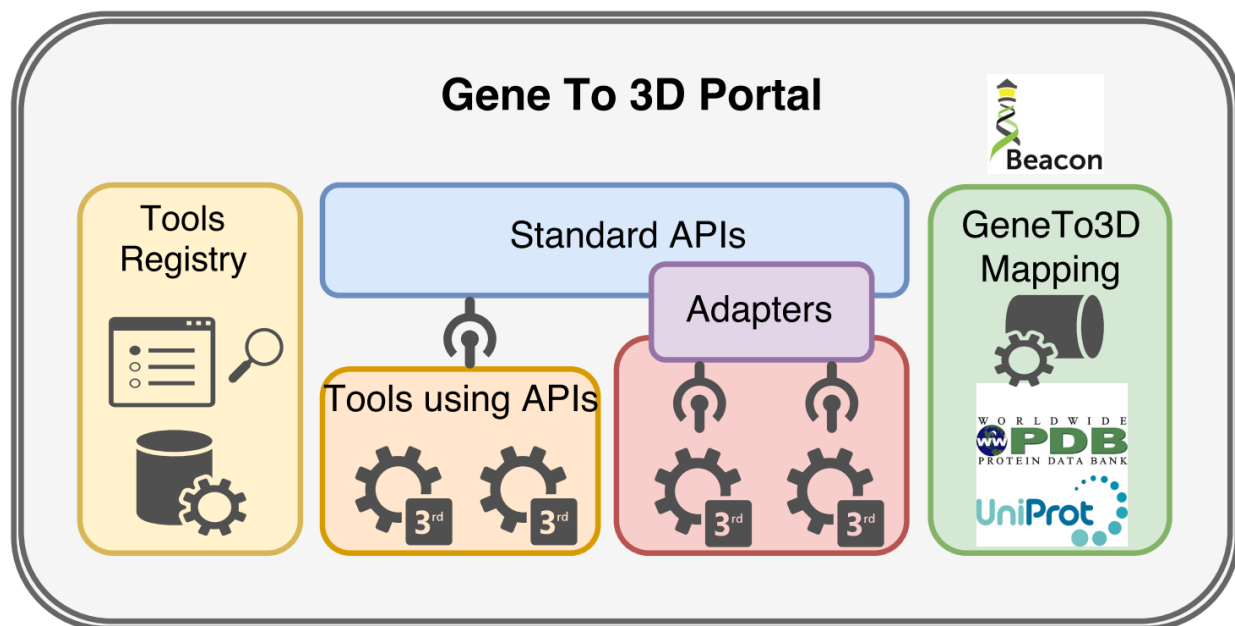 Gene To 3D Portal
Beacon
Tools
Registry
Standard APIs
GeneTo3D
Mapping
Adapters
Tools using APIs
3rd
3rd
3rd
3rd
WORLDWIDE
ww PDB
PROTEIN DATA BANK
UniProt